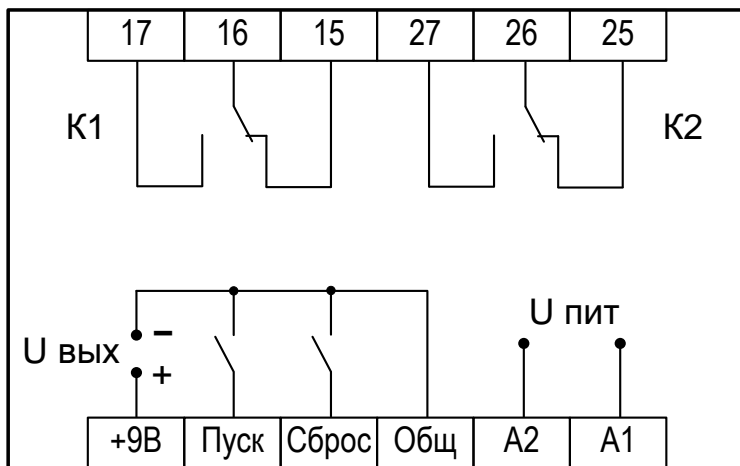 17 16 15 27 26 25
К1 К2
U пит
−
U вых
+
+9В Пуск Сброс Общ А2 А1